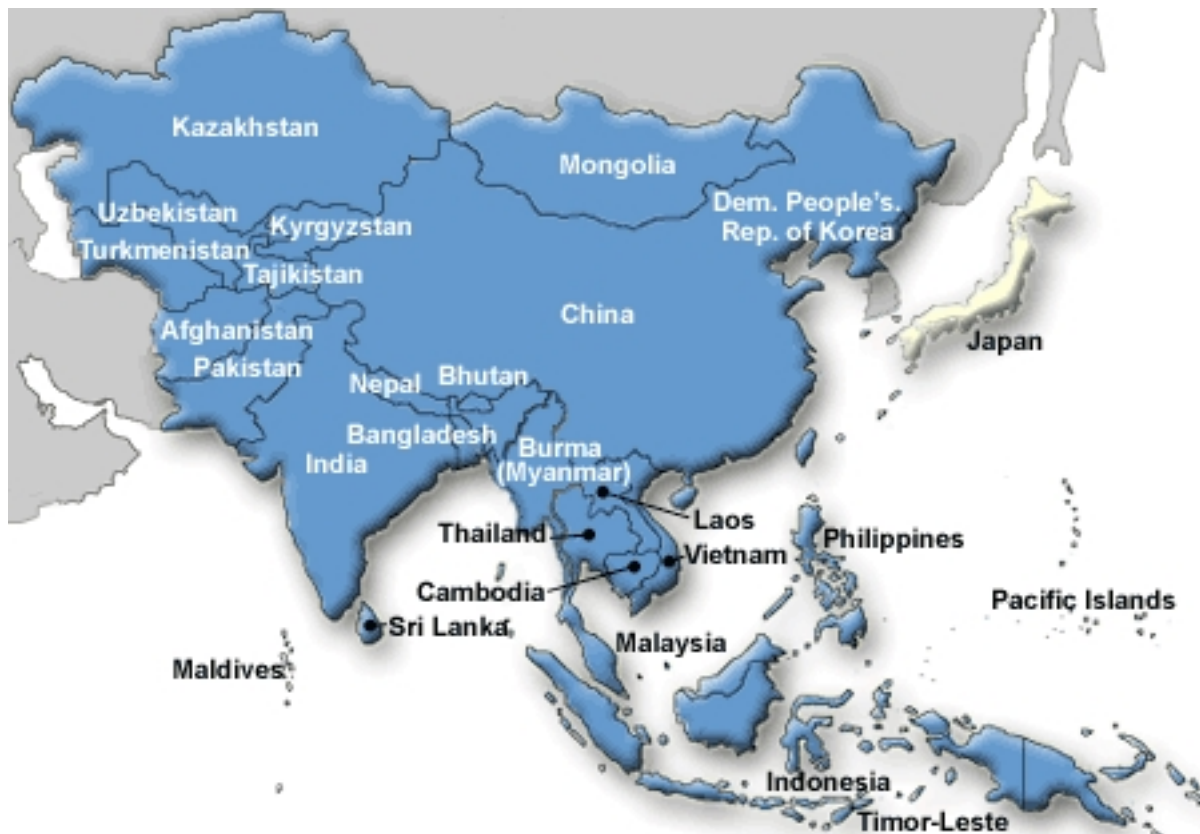 Kazakhstan
Mongolia
Uzbekistan
Kyrgyzstan
Dem. People's.
Rep. of Korea
Turkmenistan
Tajikistan
China
Afghanistan
Japan
Pakistan
Nepal
Bhutan
Bangladesh
India
Burma
(Myanmar)
Laos
Thailand
Philippines
Vietnam
Cambodia
Pacific Islands
Sri Lanka
Malaysia
Maldives
Indonesia
Timor-Leste